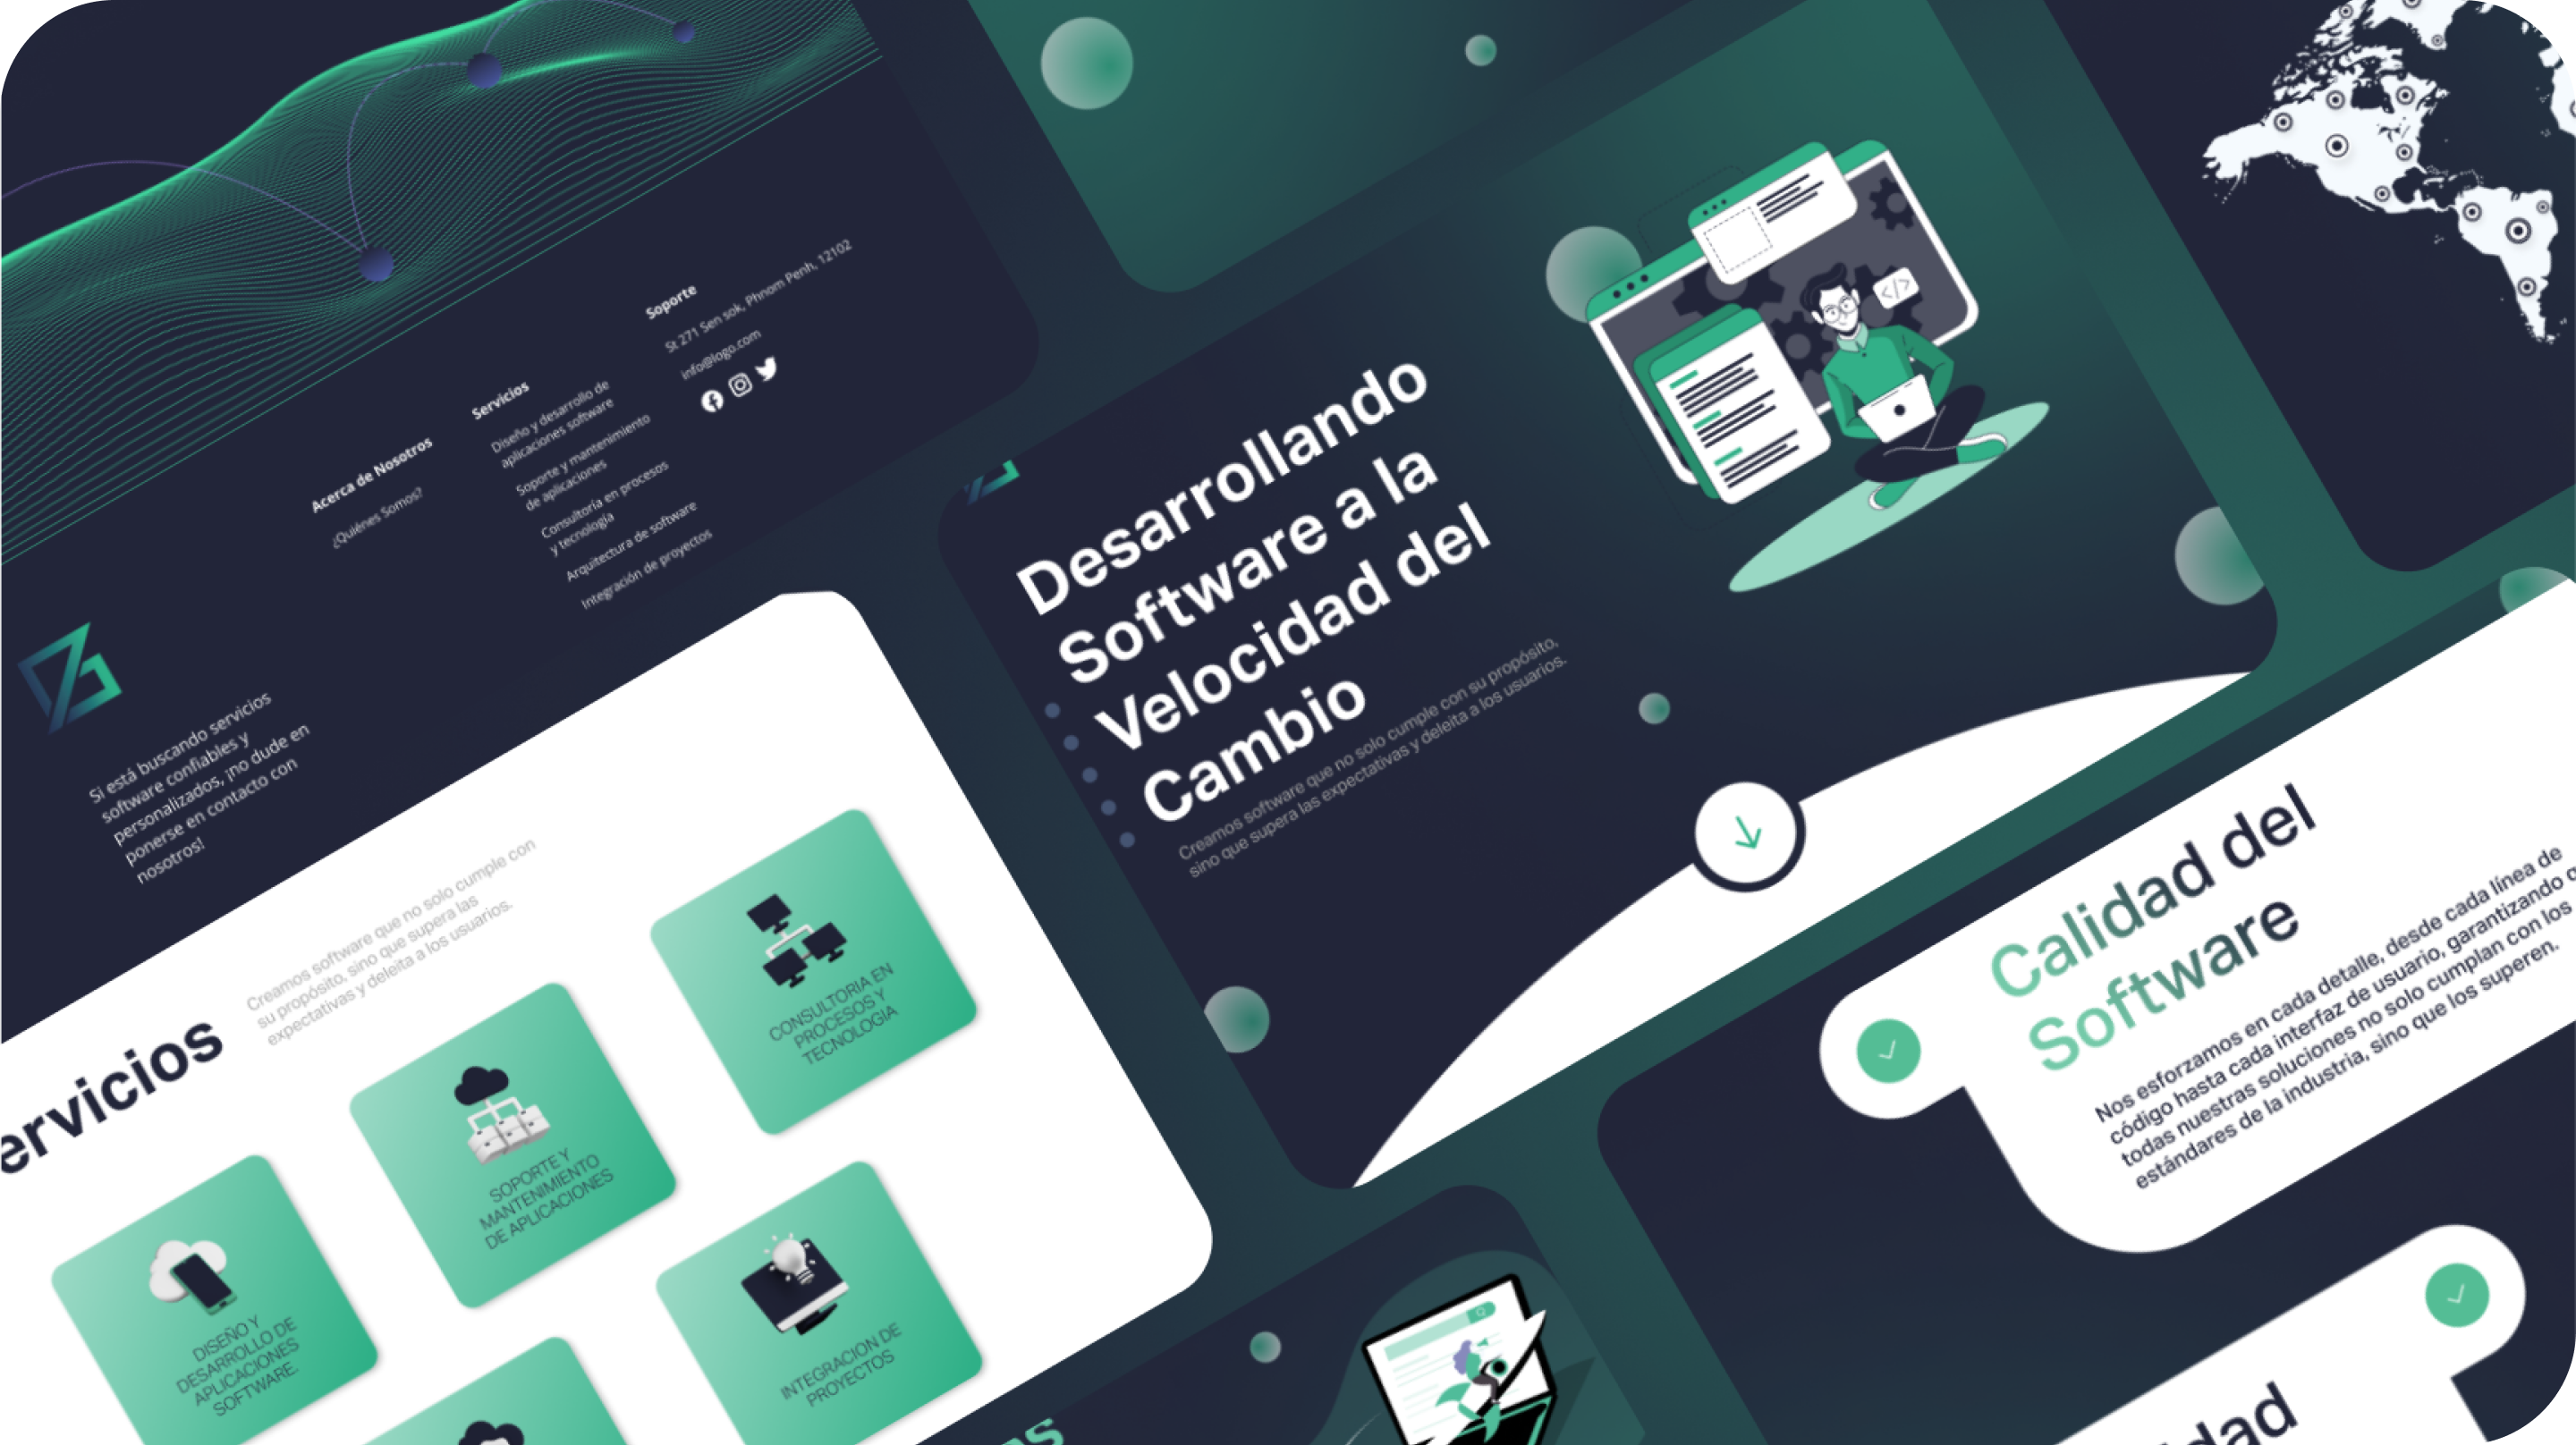 Soporte
St 271 Sen sok, Phnom Penh, 12102
info@logo.com
Servicios
Diseño y desarrollo de
aplicaciones software
Soporte y mantenimiento
de aplicaciones
Consultoría en procesos
y tecnología
Arquitectura de software
Integración de proyectos
Acerca de Nosotros
¿Quiénes Somos?
Si está buscando servicios
software confiables y
personalizados, ¡no dude en
ponerse en contacto con
nosotros!
Desarrollando
Software a la
Velocidad del
Cambio
Creamos software que no solo cumple con su propósito,
sino que supera las expectativas y deleita a los usuarios.
</>
ervicios
Creamos software que no solo cumple con
su propósito, sino que supera las
expectativas y deleita a los usuarios.
CONSULTORIA EN
PROCESOS Y
TECNOLOGIA
SOPORTE Y
MANTENIMIENTO
DE APLICACIONES
DISEÑO Y
DESARROLLO DE
APLICACIONES
SOFTWARE.
INTEGRACION DE
PROYECTOS
Calidad del
Software
Nos esforzamos en cada detalle, desde cada línea de
código hasta cada interfaz de usuario, garantizando
todas nuestras soluciones no solo cumplan con los
estándares de la industria, sino que los superen.
dad